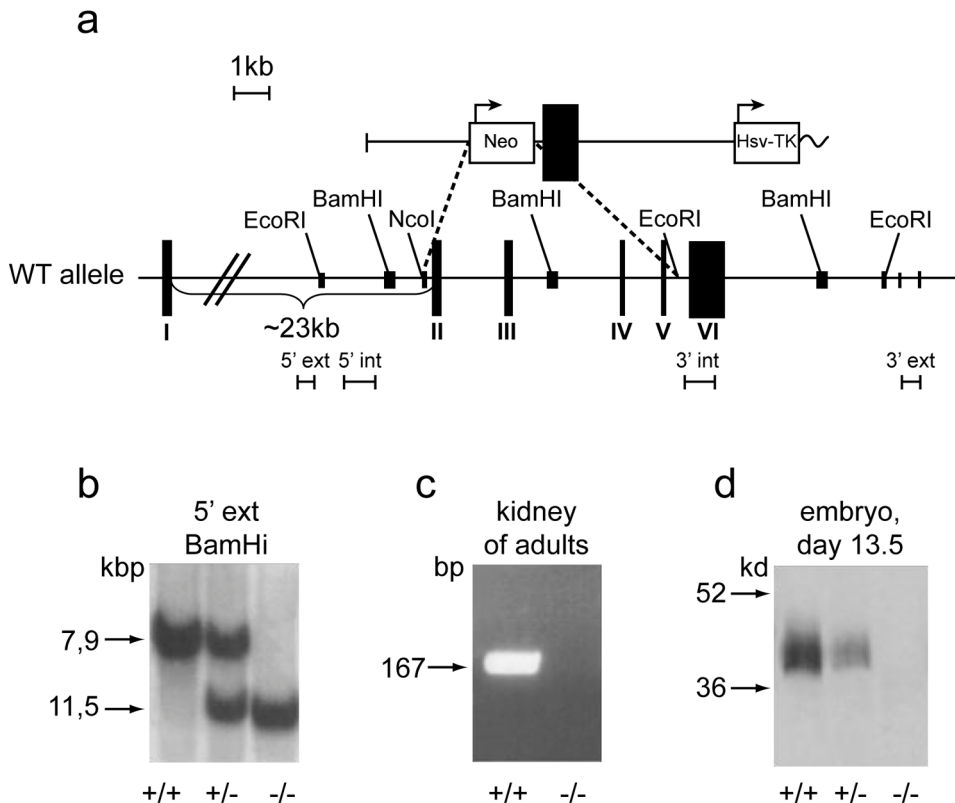 a
1kb
Neo
Hsv-TK
EcoRI
BamHI
NcoI
BamHI
EcoRI
BamHI
EcoRI
WT allele
~23kb
I
II
III
IV
V
VI
5' ext
5' int
3' int
3' ext
b
5' ext
BamHi
kbp
7,9
11,5
+/+ +/- -/-
c
kidney
of adults
bp
167
+/+ -/-
d
embryo,
day 13.5
kd
52
36
+/+ +/- -/-